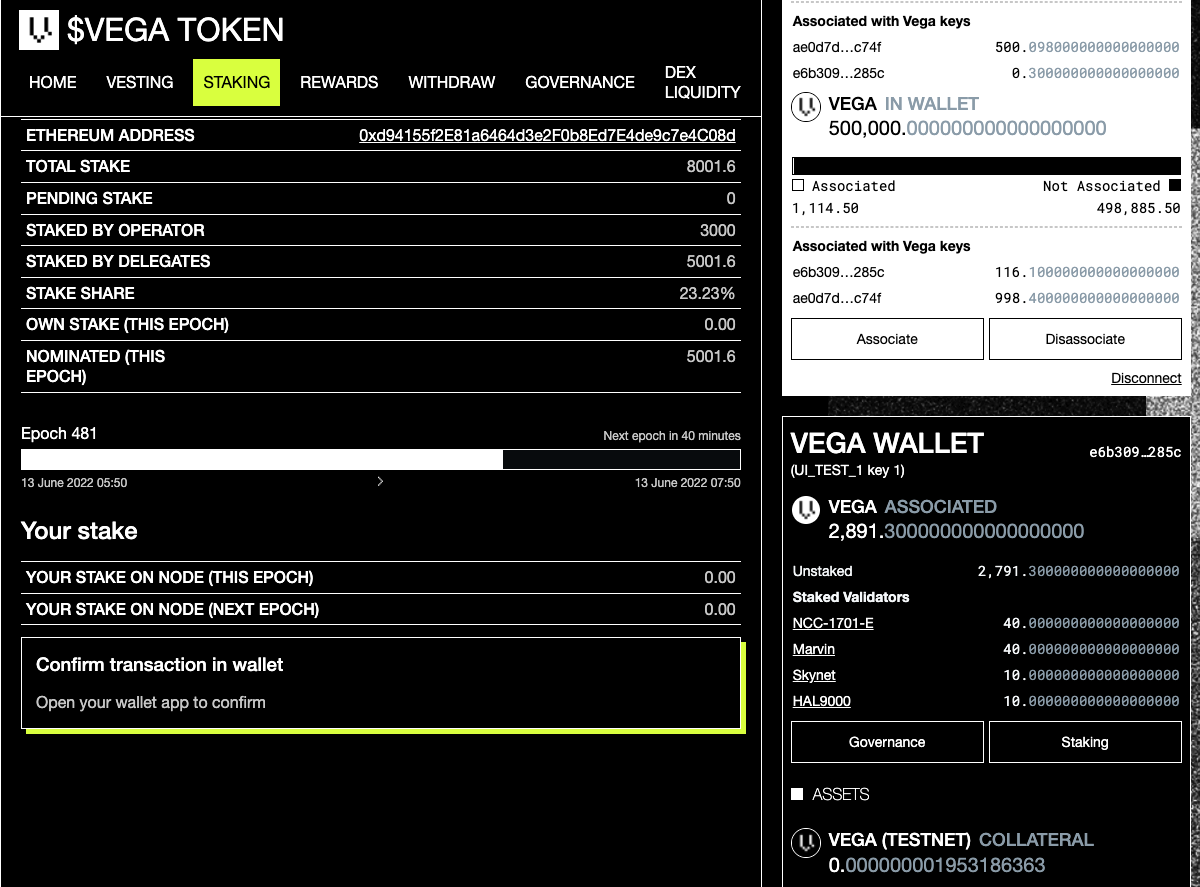 $VEGA TOKEN
HOME VESTING STAKING REWARDS WITHDRAW GOVERNANCE DEX LIQUIDITY
ETHEREUM ADDRESS 0xd94155f2E81a6464d3e2F0b8Ed7E4de9c7e4C08d
TOTAL STAKE 8001.6
PENDING STAKE 0
STAKED BY OPERATOR 3000
STAKED BY DELEGATES 5001.6
STAKE SHARE 23.23%
OWN STAKE (THIS EPOCH) 0.00
NOMINATED (THIS 5001.6
EPOCH)
Epoch 481 Next epoch in 40 minutes
13 June 2022 05:50 13 June 2022 07:50
Your stake
YOUR STAKE ON NODE (THIS EPOCH) 0.00
YOUR STAKE ON NODE (NEXT EPOCH) 0.00
Confirm transaction in wallet
Open your wallet app to confirm
Associated with Vega keys
ae0d7d...c74f 500.098000000000000000
e6b309...285c 0.300000000000000000
VEGA IN WALLET
500,000.000000000000000000
Associated Not Associated
1,114.50 498,885.50
Associated with Vega keys
e6b309...285c 116.100000000000000000
ae0d7d...c74f 998.400000000000000000
Associate Disassociate
Disconnect
VEGA WALLET e6b309…285c
(UI_TEST_1 key 1)
VEGA ASSOCIATED
2,891.300000000000000000
Unstaked 2,791.300000000000000000
Staked Validators
NCC-1701-E 40.000000000000000000
Marvin 40.000000000000000000
Skynet 10.000000000000000000
HAL9000 10.000000000000000000
Governance Staking
ASSETS
VEGA (TESTNET) COLLATERAL
0.000000001953186363